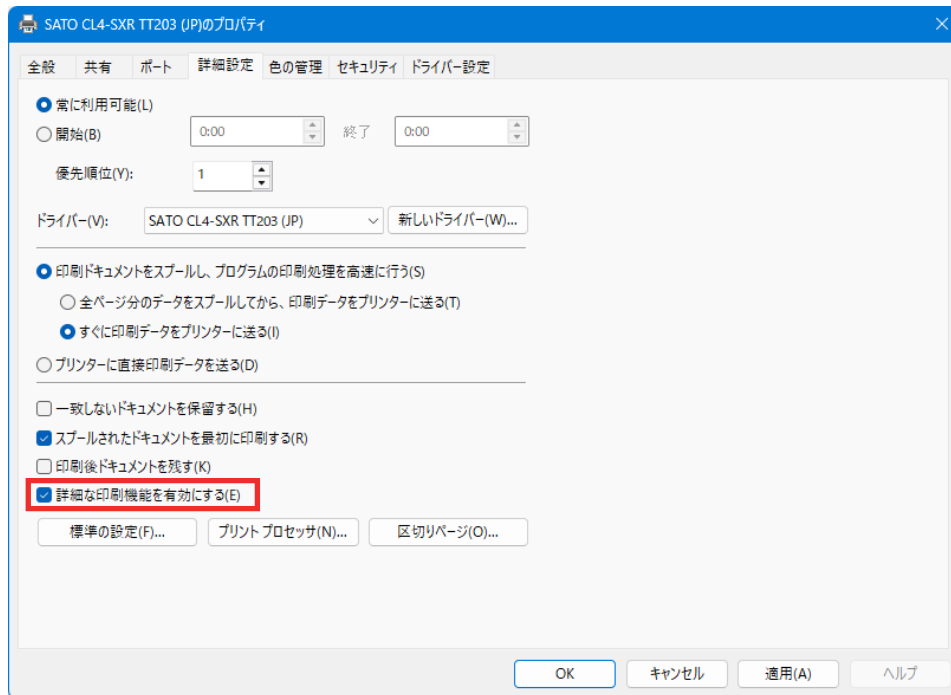 SATO CL4-SXR TT203 (JP)のプロパティ
全般 共有 ポート 詳細設定 色の管理 セキュリティ ドライバー設定
常に利用可能(L)
開始(B) 0:00 終了 0:00
優先順位(Y): 1
ドライバー(V): SATO CL4-SXR TT203 (JP) 新しいドライバー(W)...
印刷ドキュメントをスプールし、プログラムの印刷処理を高速に行う(S)
全ページ分のデータをスプールしてから、印刷データをプリンターに送る(T)
すぐに印刷データをプリンターに送る(I)
プリンターに直接印刷データを送る(D)
一致しないドキュメントを保留する(H)
スプールされたドキュメントを最初に印刷する(R)
印刷後ドキュメントを残す(K)
詳細な印刷機能を有効にする(E)
標準の設定(F)... プリント プロセッサ(N)... 区切りページ(O)...
OK キャンセル 適用(A) ヘルプ